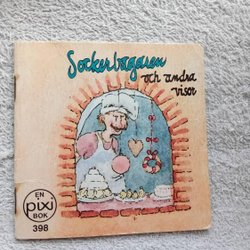 Sockerbagaren
och andra
visor
EN
pixi
BOK
398